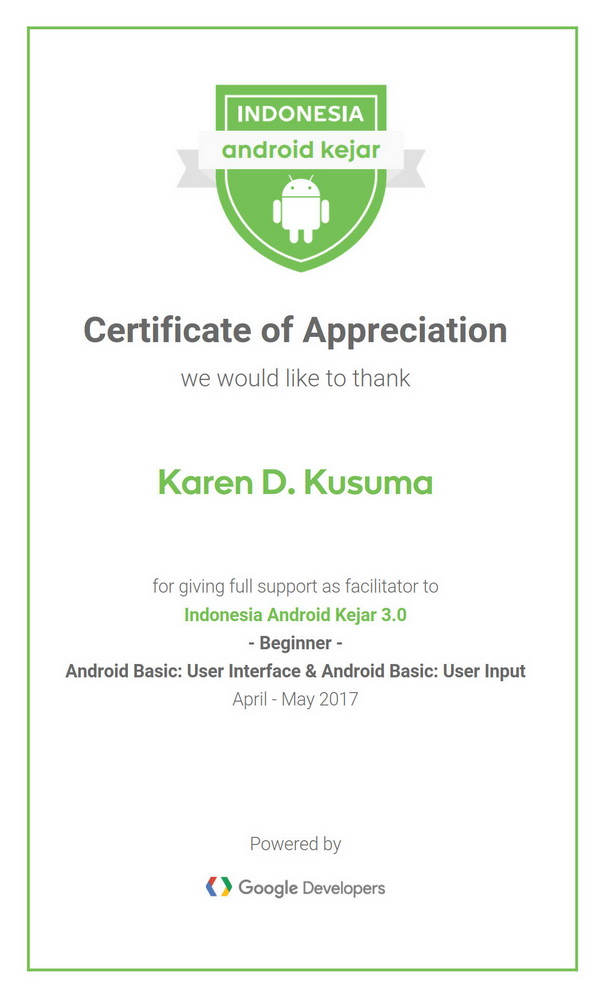 INDONESIA
android kejar
Certificate of Appreciation
we would like to thank
Karen D. Kusuma
for giving full support as facilitator to
Indonesia Android Kejar 3.0
- Beginner -
Android Basic: User Interface & Android Basic: User Input
April - May 2017
Powered by
Google Developers